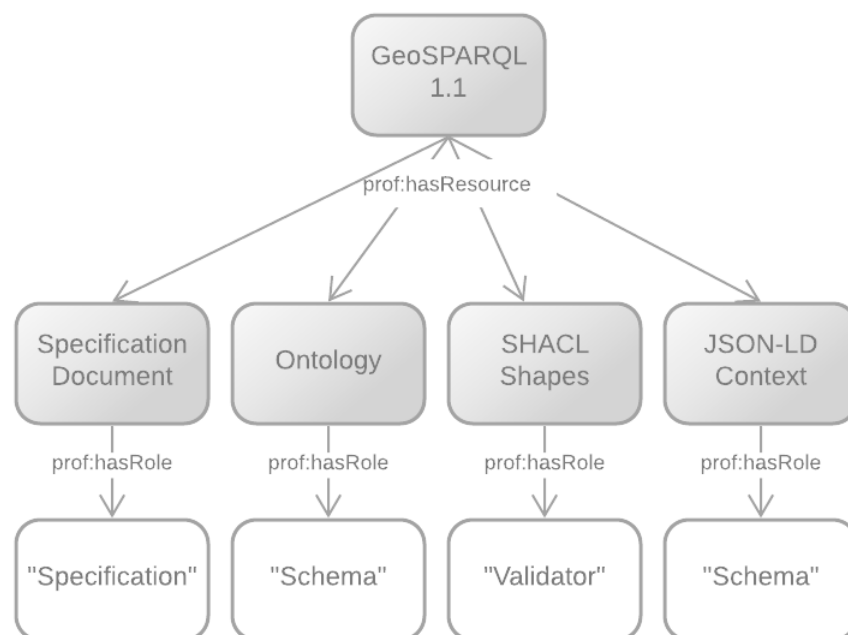 GeoSPARQL
1.1
prof:hasResource
Specification
Document
Ontology
SHACL
Shapes
JSON-LD
Context
prof:hasRole
prof:hasRole
prof:hasRole
prof:hasRole
"Specification"
"Schema"
"Validator"
"Schema"